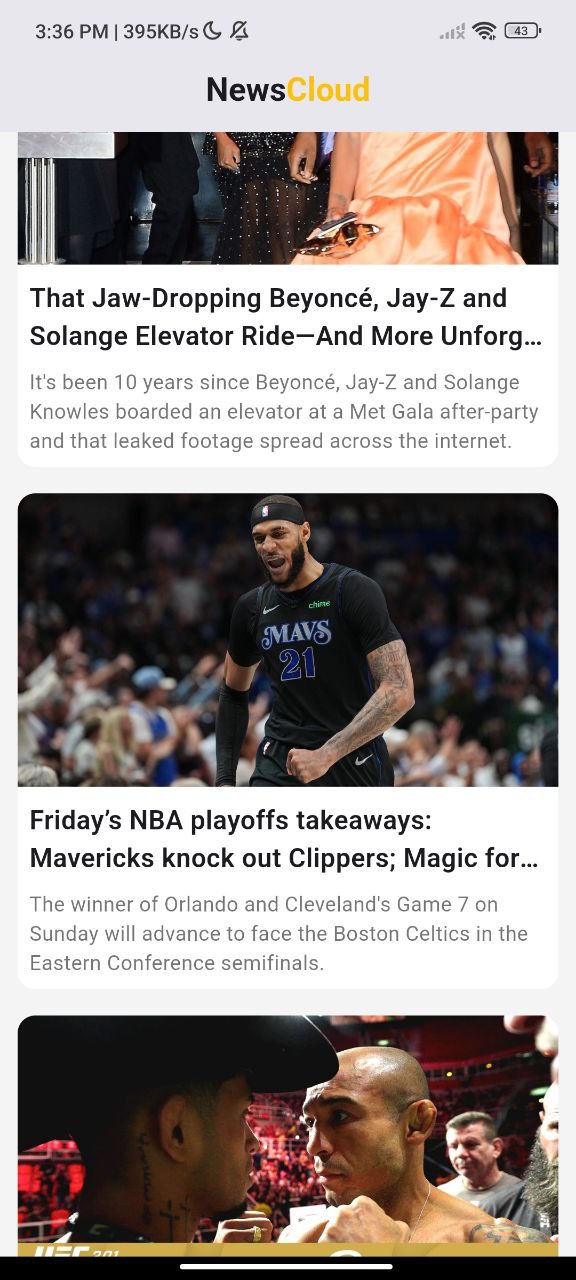 3:36 PM | 395KB/s
43
NewsCloud
That Jaw-Dropping Beyoncé, Jay-Z and
Solange Elevator Ride—And More Unforg...
It's been 10 years since Beyoncé, Jay-Z and Solange
Knowles boarded an elevator at a Met Gala after-party
and that leaked footage spread across the internet.
chime
MAVS
21
Friday’s NBA playoffs takeaways:
Mavericks knock out Clippers; Magic for...
The winner of Orlando and Cleveland's Game 7 on
Sunday will advance to face the Boston Celtics in the
Eastern Conference semifinals.
UFC 301